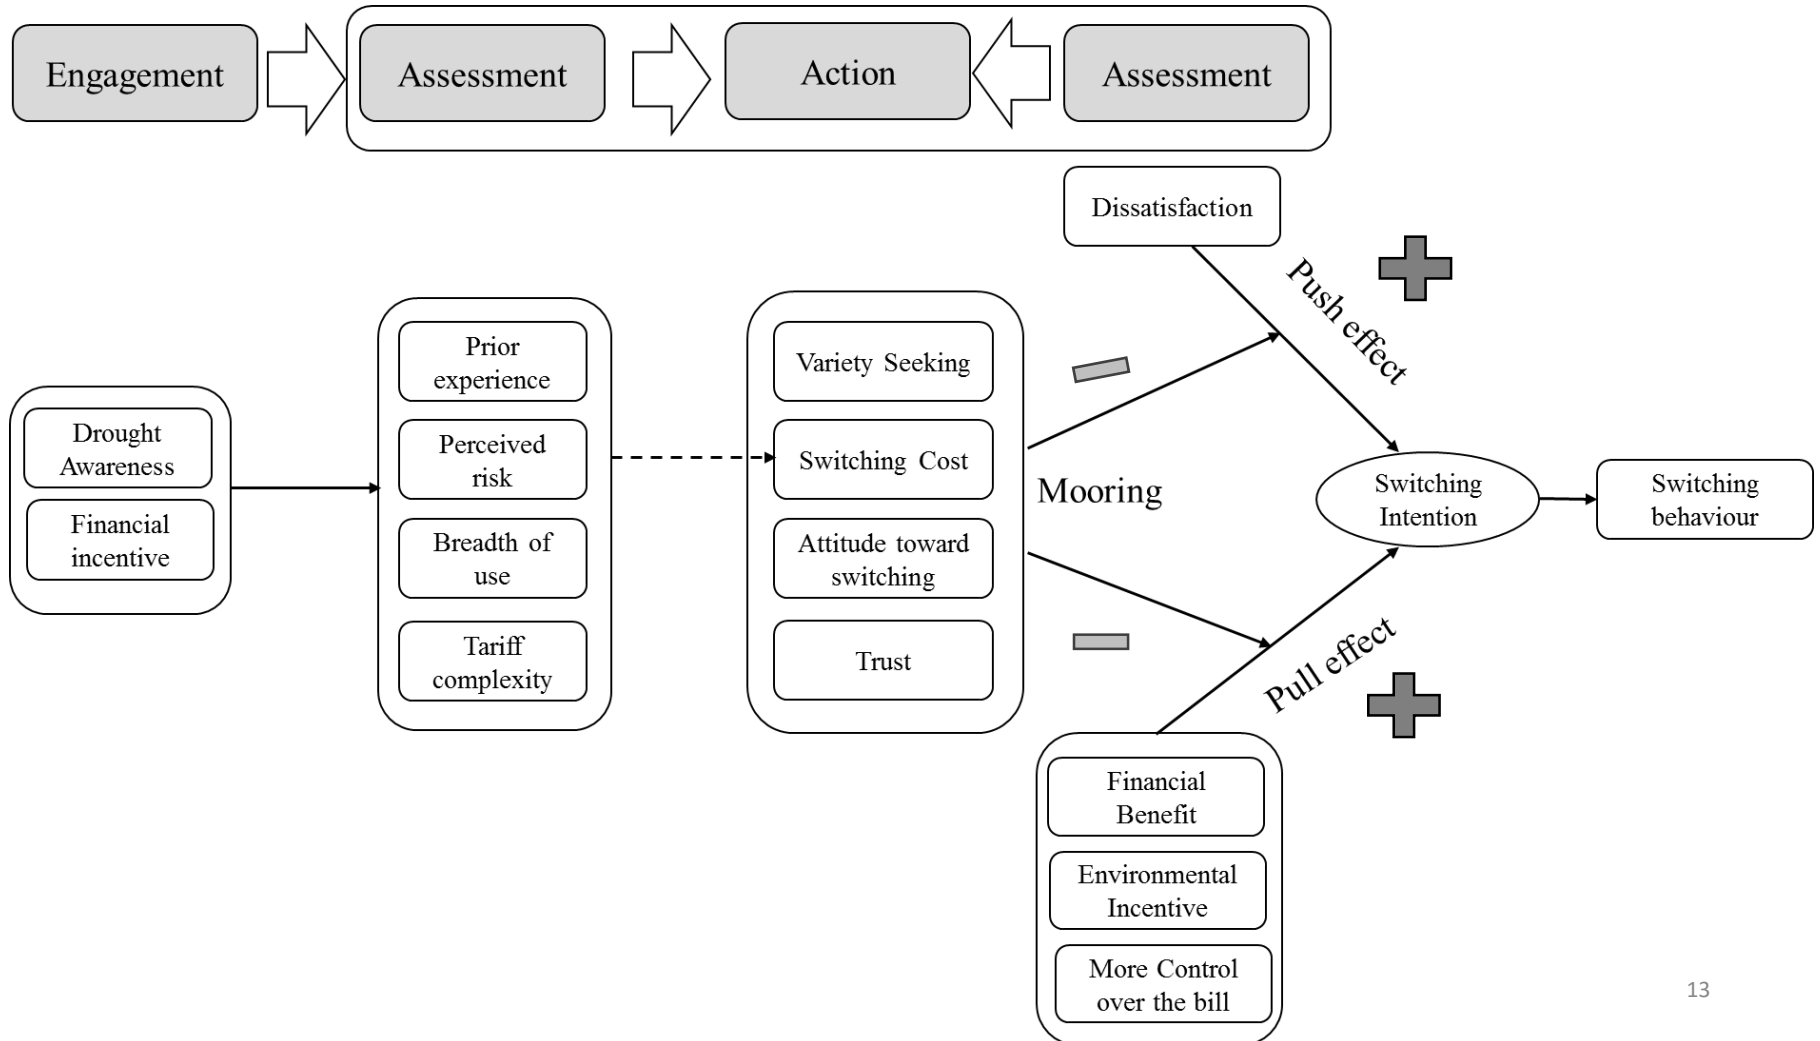 Engagement
Assessment
Action
Assessment
Dissatisfaction
Push effect
Drought
Awareness
Financial
incentive
Prior
experience
Perceived
risk
Breadth of
use
Tariff
complexity
Variety Seeking
Switching Cost
Attitude toward
switching
Trust
Mooring
Switching
Intention
Switching
behaviour
Pull effect
Financial
Benefit
Environmental
Incentive
More Control
over the bill
13